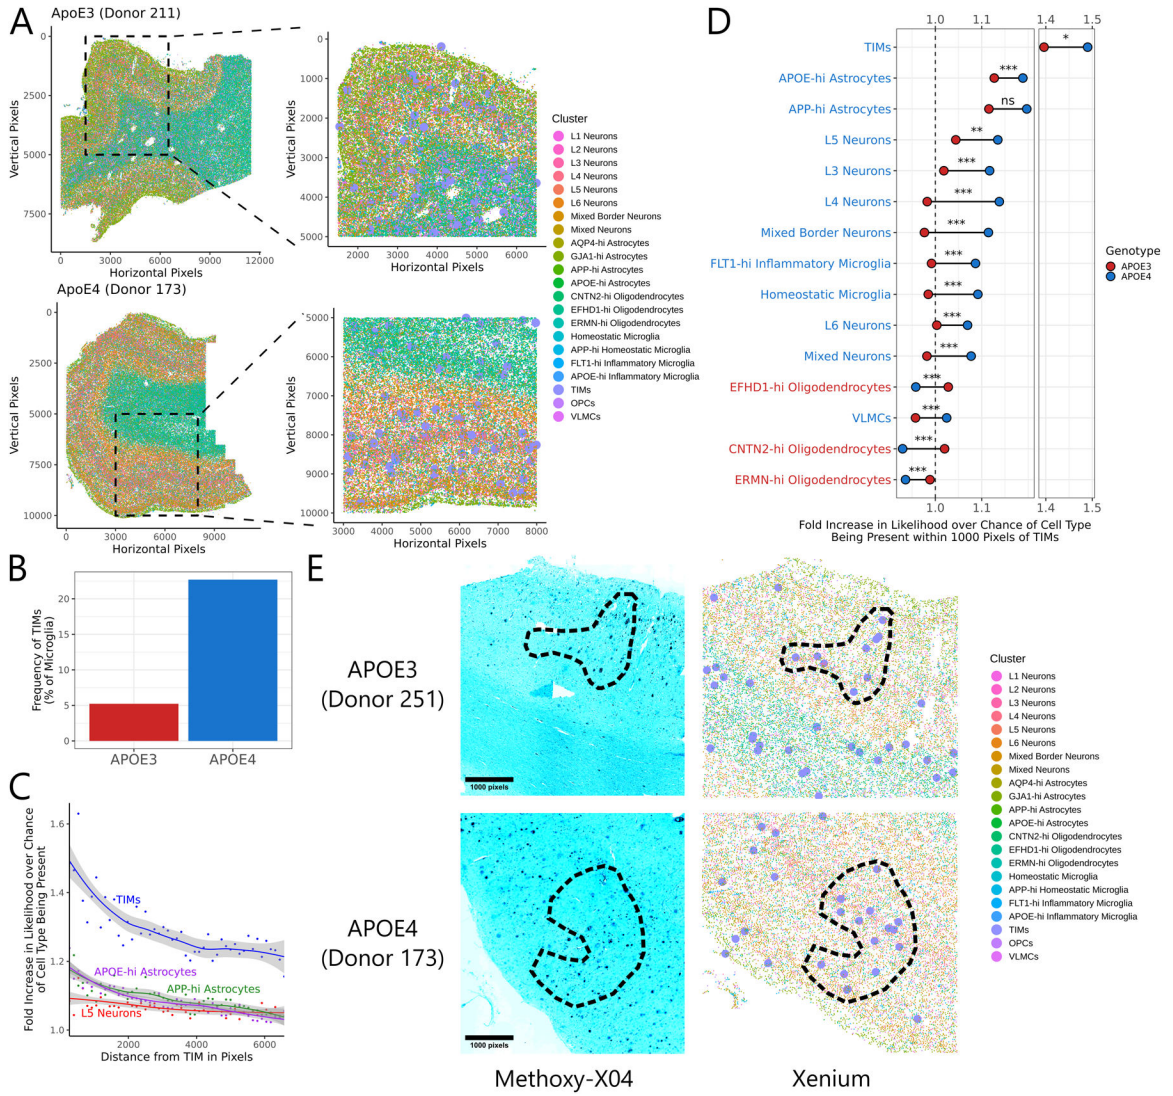 A
ApoE3 (Donor 211)
0
2500
5000
7500
Vertical Pixels
0
3000
6000
9000
12000
Horizontal Pixels
0
1000
2000
3000
4000
5000
Vertical Pixels
2000
3000
4000
5000
6000
Horizontal Pixels
ApoE4 (Donor 173)
0
2500
5000
7500
10000
Vertical Pixels
0
3000
6000
9000
Horizontal Pixels
5000
6000
7000
8000
9000
10000
Vertical Pixels
3000
4000
5000
6000
7000
8000
Horizontal Pixels
Cluster
L1 Neurons
L2 Neurons
L3 Neurons
L4 Neurons
L5 Neurons
L6 Neurons
Mixed Border Neurons
Mixed Neurons
AQP4-hi Astrocytes
GJA1-hi Astrocytes
APP-hi Astrocytes
APOE-hi Astrocytes
CNTN2-hi Oligodendrocytes
EFHD1-hi Oligodendrocytes
ERMN-hi Oligodendrocytes
Homeostatic Microglia
APP-hi Homeostatic Microglia
FLT1-hi Inflammatory Microglia
APOE-hi Inflammatory Microglia
TIMs
OPCs
VLMCs
D
1.0
1.1
1.4
1.5
TIMs
*
APOE-hi Astrocytes
***
APP-hi Astrocytes
ns
L5 Neurons
**
L3 Neurons
***
L4 Neurons
***
Mixed Border Neurons
***
FLT1-hi Inflammatory Microglia
***
Homeostatic Microglia
***
L6 Neurons
***
Mixed Neurons
***
EFHD1-hi Oligodendrocytes
***
VLMCs
***
CNTN2-hi Oligodendrocytes
***
ERMN-hi Oligodendrocytes
***
1.0
1.1
1.4
1.5
Fold Increase in Likelihood over Chance of Cell Type
Being Present within 1000 Pixels of TIMs
Genotype
APOE3
APOE4
B
Frequency of TIMs
(% of Microglia)
20
15
10
5
0
APOE3
APOE4
C
Fold Increase in Likelihood over Chance
of Cell Type Being Present
1.6
1.4
1.2
1.0
TIMs
APOE-hi Astrocytes
APP-hi Astrocytes
L5 Neurons
2000
4000
6000
Distance from TIM in Pixels
E
APOE3
(Donor 251)
1000 pixels
APOE4
(Donor 173)
1000 pixels
Methoxy-X04
Xenium
Cluster
L1 Neurons
L2 Neurons
L3 Neurons
L4 Neurons
L5 Neurons
L6 Neurons
Mixed Border Neurons
Mixed Neurons
AQP4-hi Astrocytes
GJA1-hi Astrocytes
APP-hi Astrocytes
APOE-hi Astrocytes
CNTN2-hi Oligodendrocytes
EFHD1-hi Oligodendrocytes
ERMN-hi Oligodendrocytes
Homeostatic Microglia
APP-hi Homeostatic Microglia
FLT1-hi Inflammatory Microglia
APOE-hi Inflammatory Microglia
TIMs
OPCs
VLMCs